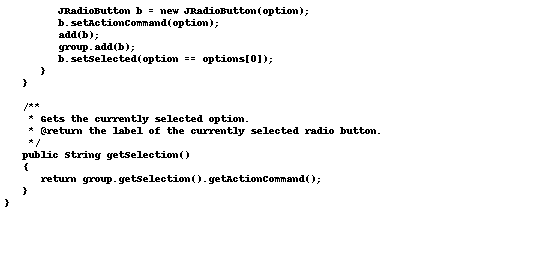 JRadioButton b = new JRadioButton(option);
b.setActionCommand(option);
add(b);
group.add(b);
b.setSelected(option == options[0]);
}
}
/**
* Gets the currently selected option.
* @return the label of the currently selected radio button.
*/
public String getSelection()
{
return group.getSelection().getActionCommand();
}
}